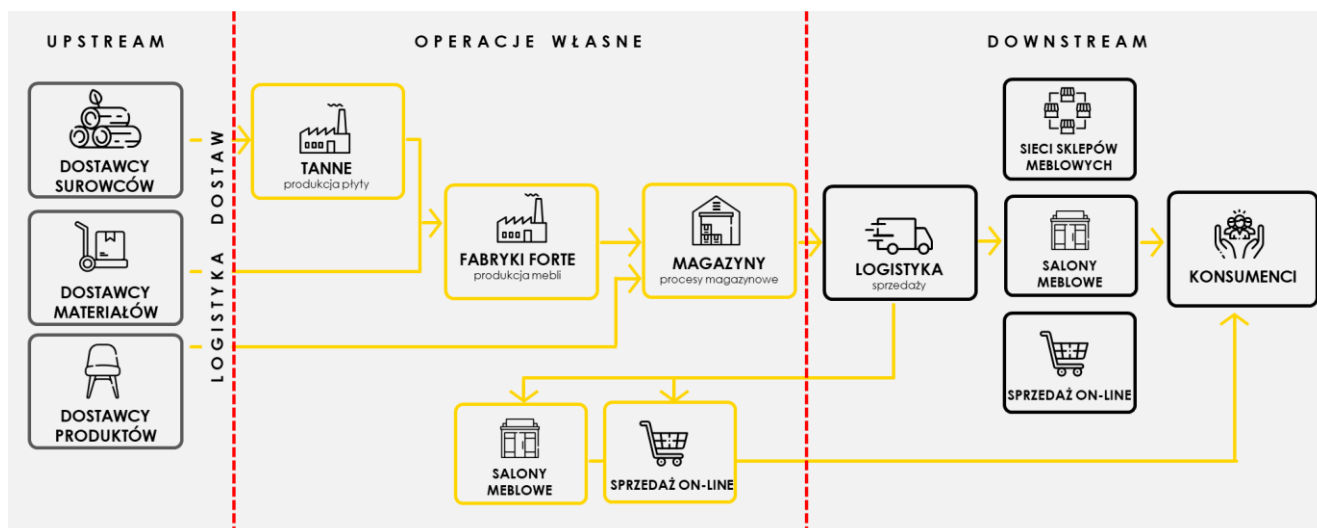 UPSTREAM
OPERACJE WŁASNE
DOWNSTREAM
DOSTAWCY
SUROWCÓW
DOSTAWCY
MATERIAŁÓW
DOSTAWCY
PRODUKTÓW
LOGISTYKA DOSTAW
TANNE
produkcja płyty
FABRYKI FORTE
produkcja mebli
MAGAZYNY
procesy magazynowe
SALONY
MEBLOWE
SPRZEDAŻ ON-LINE
LOGISTYKA
sprzedaży
SIECI SKLEPÓW
MEBLOWYCH
SALONY
MEBLOWE
SPRZEDAŻ ON-LINE
KONSUMENCI